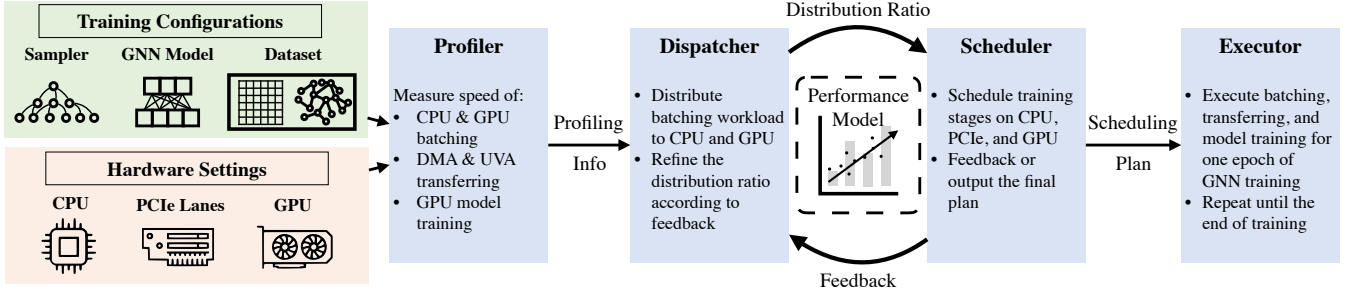 Training Configurations
Sampler
GNN Model
Dataset
Hardware Settings
CPU
PCIe Lanes
GPU
Profiler
Measure speed of:
• CPU & GPU
batching
• DMA & UVA
transferring
• GPU model
training
Profiling
Info
Dispatcher
• Distribute
batching workload
to CPU and GPU
• Refine the
distribution ratio
according to
feedback
Distribution Ratio
Performance
Model
Feedback
Scheduler
• Schedule training
stages on CPU,
PCIe, and GPU
• Feedback or
output the final
plan
Scheduling
Plan
Executor
• Execute batching,
transferring, and
model training for
one epoch of
GNN training
• Repeat until the
end of training